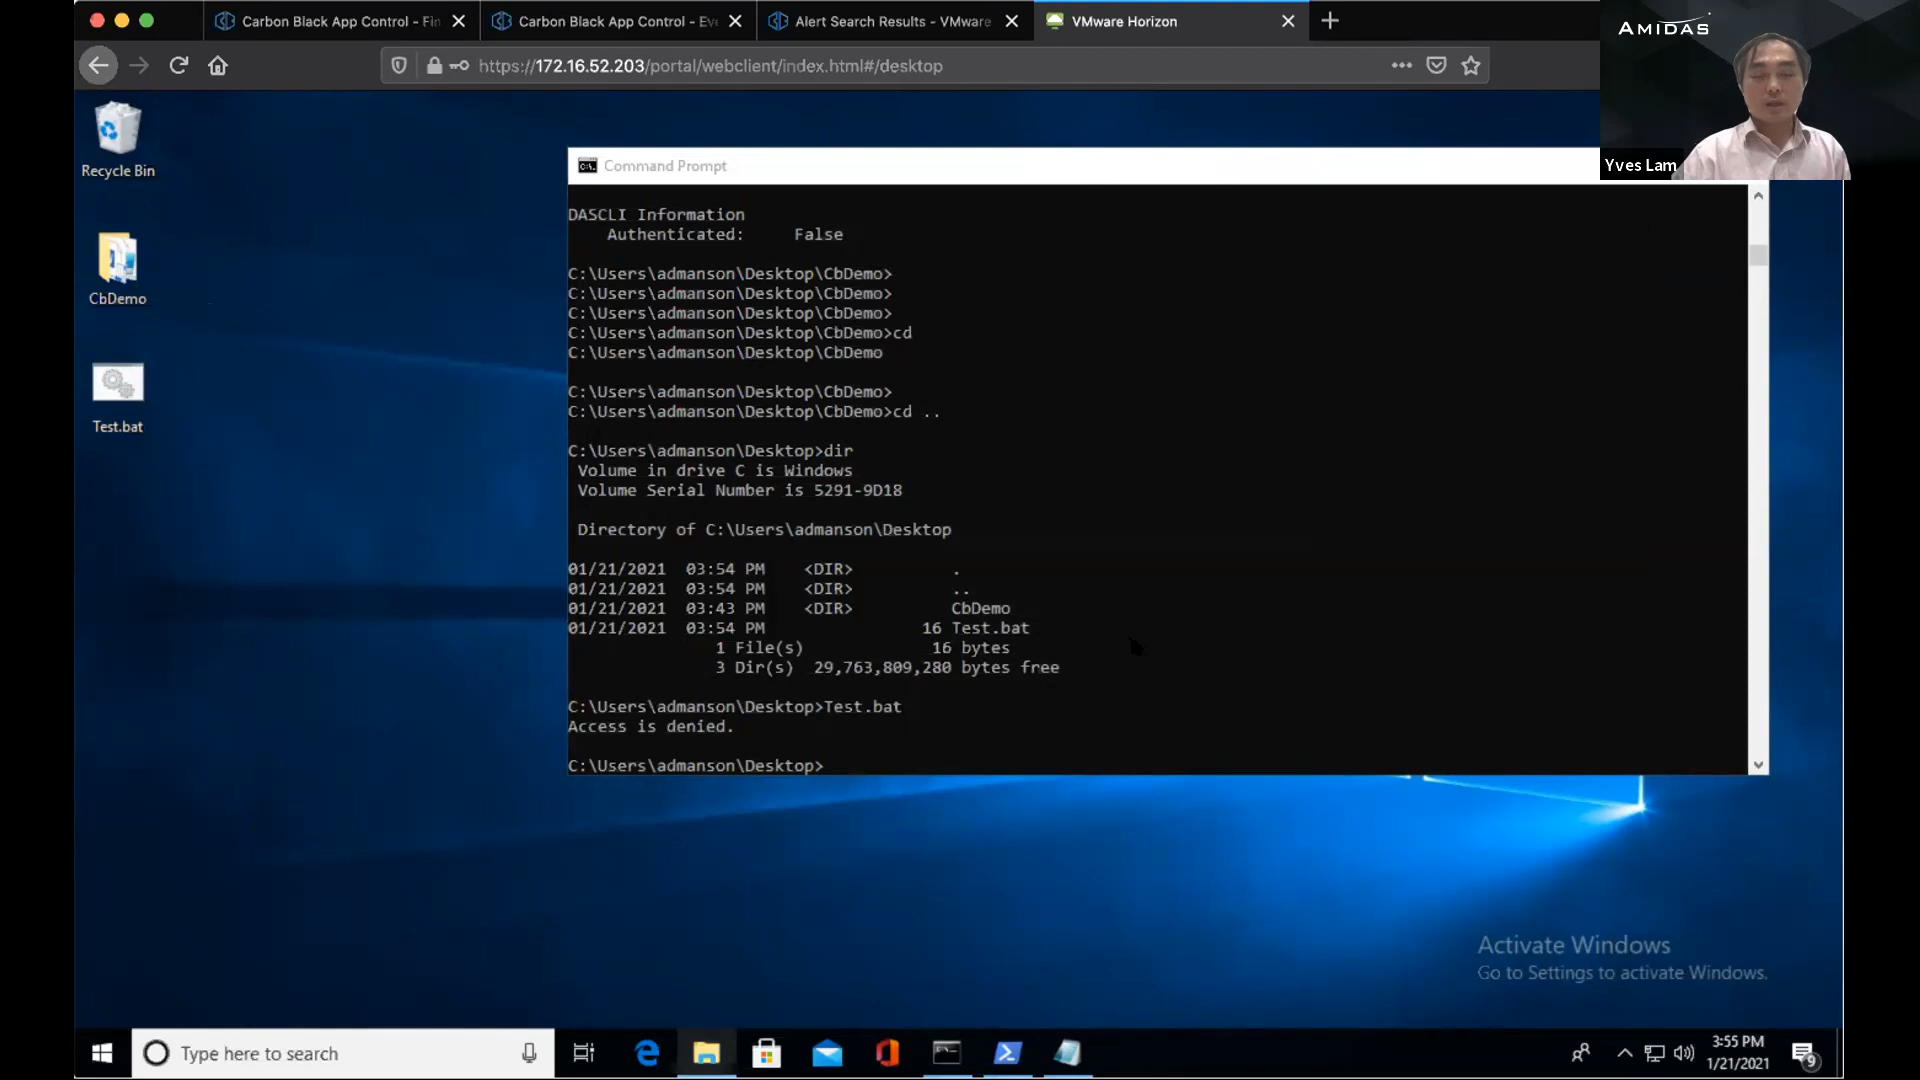 Carbon Black App Control - Fin
Carbon Black App Control - Eve
Alert Search Results - VMware
VMware Horizon
https://172.16.52.203/portal/webclient/index.html#/desktop
AMIDAS
Yves Lam
Recycle Bin
CbDemo
Test.bat
Command Prompt
DASCLI Information
Authenticated: False
C:\Users\admanson\Desktop\CbDemo>
C:\Users\admanson\Desktop\CbDemo>
C:\Users\admanson\Desktop\CbDemo>
C:\Users\admanson\Desktop\CbDemo>cd
C:\Users\admanson\Desktop\CbDemo
C:\Users\admanson\Desktop\CbDemo>
C:\Users\admanson\Desktop\CbDemo>cd ..
C:\Users\admanson\Desktop>dir
Volume in drive C is Windows
Volume Serial Number is 5291-9D18
Directory of C:\Users\admanson\Desktop
01/21/2021 03:54 PM <DIR> .
01/21/2021 03:54 PM <DIR> ..
01/21/2021 03:43 PM <DIR> CbDemo
01/21/2021 03:54 PM 16 Test.bat
1 File(s) 16 bytes
3 Dir(s) 29,763,809,280 bytes free
C:\Users\admanson\Desktop>Test.bat
Access is denied.
C:\Users\admanson\Desktop>
Activate Windows
Go to Settings to activate Windows.
Type here to search
3:55 PM
1/21/2021
9